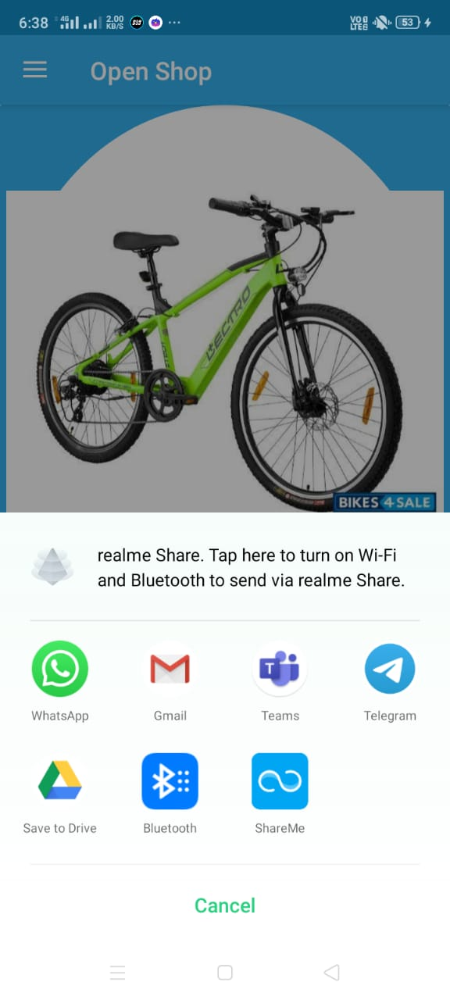 6:38 4G 2.00 KB/S VO LTE 53
Open Shop
LECTRO
BIKES 4 SALE
realme Share. Tap here to turn on Wi-Fi
and Bluetooth to send via realme Share.
T
WhatsApp Gmail Teams Telegram
Save to Drive Bluetooth ShareMe
Cancel